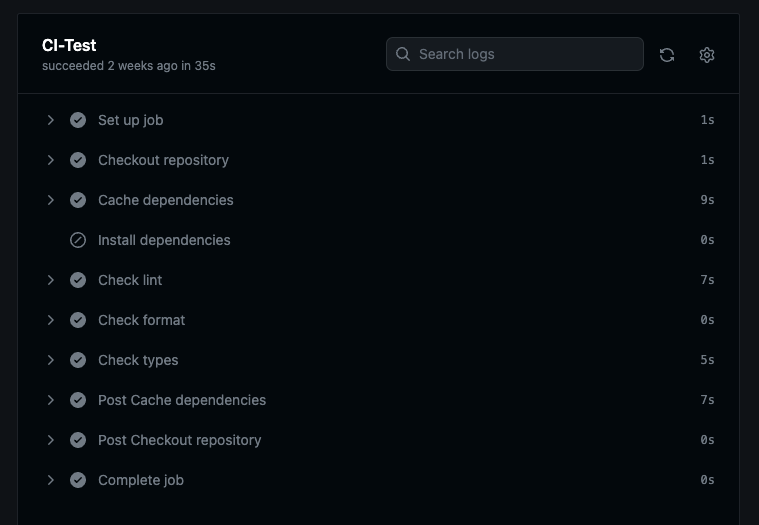 CI-Test
succeeded 2 weeks ago in 35s
Search logs
Set up job 1s
Checkout repository 1s
Cache dependencies 9s
Install dependencies 0s
Check lint 7s
Check format 0s
Check types 5s
Post Cache dependencies 7s
Post Checkout repository 0s
Complete job 0s